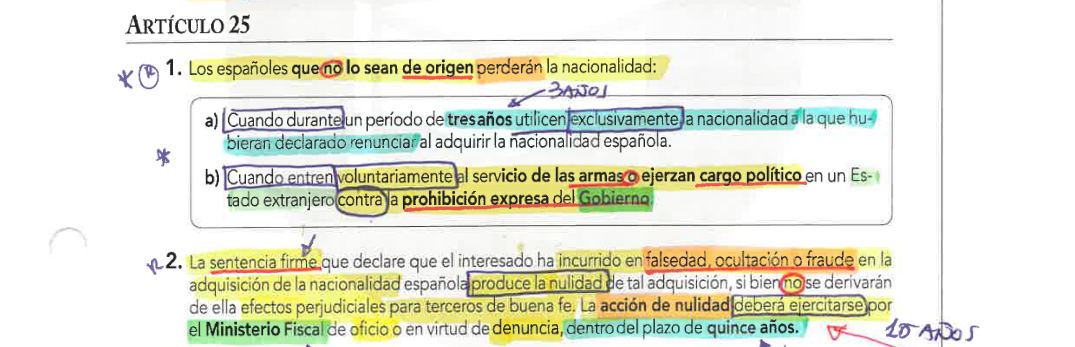 ARTÍCULO 25
1. Los españoles que no lo sean de origen perderán la nacionalidad:
3 AÑOS
a) Cuando durante un período de tres años utilicen exclusivamente la nacionalidad a la que hu-
bieran declarado renunciar al adquirir la nacionalidad española.
b) Cuando entren voluntariamente al servicio de las armas o ejerzan cargo político en un Es-
tado extranjero contra la prohibición expresa del Gobierno.
2. La sentencia firme que declare que el interesado ha incurrido en falsedad, ocultación o fraude en la
adquisición de la nacionalidad española produce la nulidad de tal adquisición, si bien no se derivarán
de ella efectos perjudiciales para terceros de buena fe. La acción de nulidad deberá ejercitarse por
el Ministerio Fiscal de oficio o en virtud de denuncia, dentro del plazo de quince años.
15 AÑOS